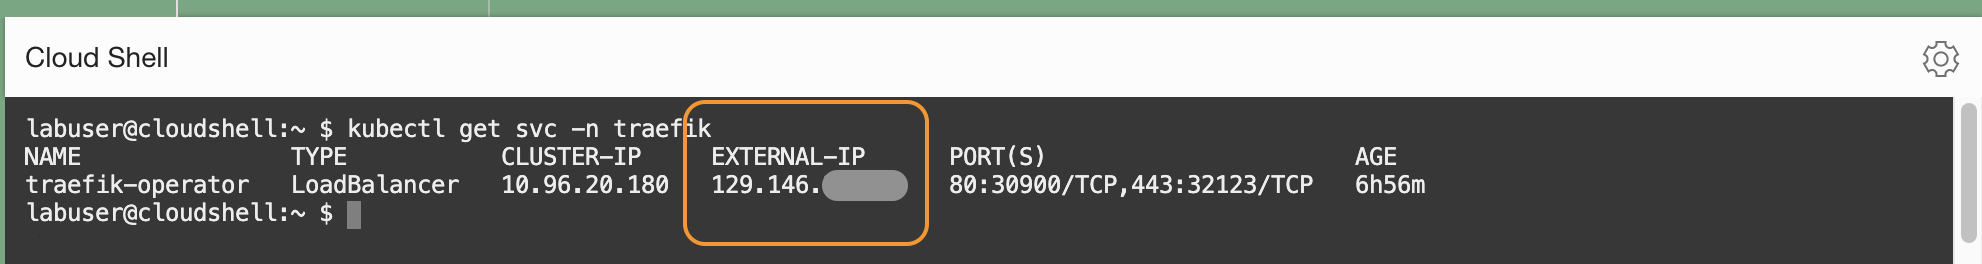 Cloud Shell
labuser@cloudshell:~ $ kubectl get svc -n traefik
NAME TYPE CLUSTER-IP EXTERNAL-IP PORT(S) AGE
traefik-operator LoadBalancer 10.96.20.180 129.146. 80:30900/TCP,443:32123/TCP 6h56m
labuser@cloudshell:~ $